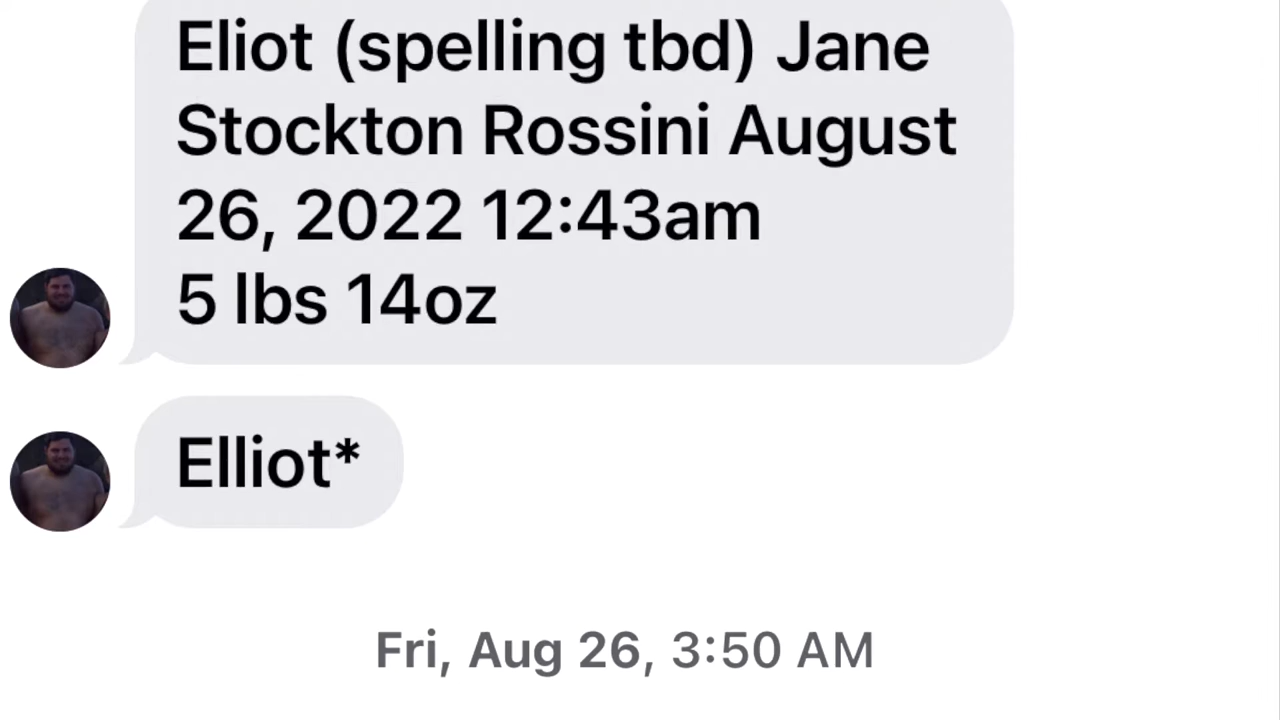 Eliot (spelling tbd) Jane
Stockton Rossini August
26, 2022 12:43am
5 lbs 14oz
Elliot*
Fri, Aug 26, 3:50 AM